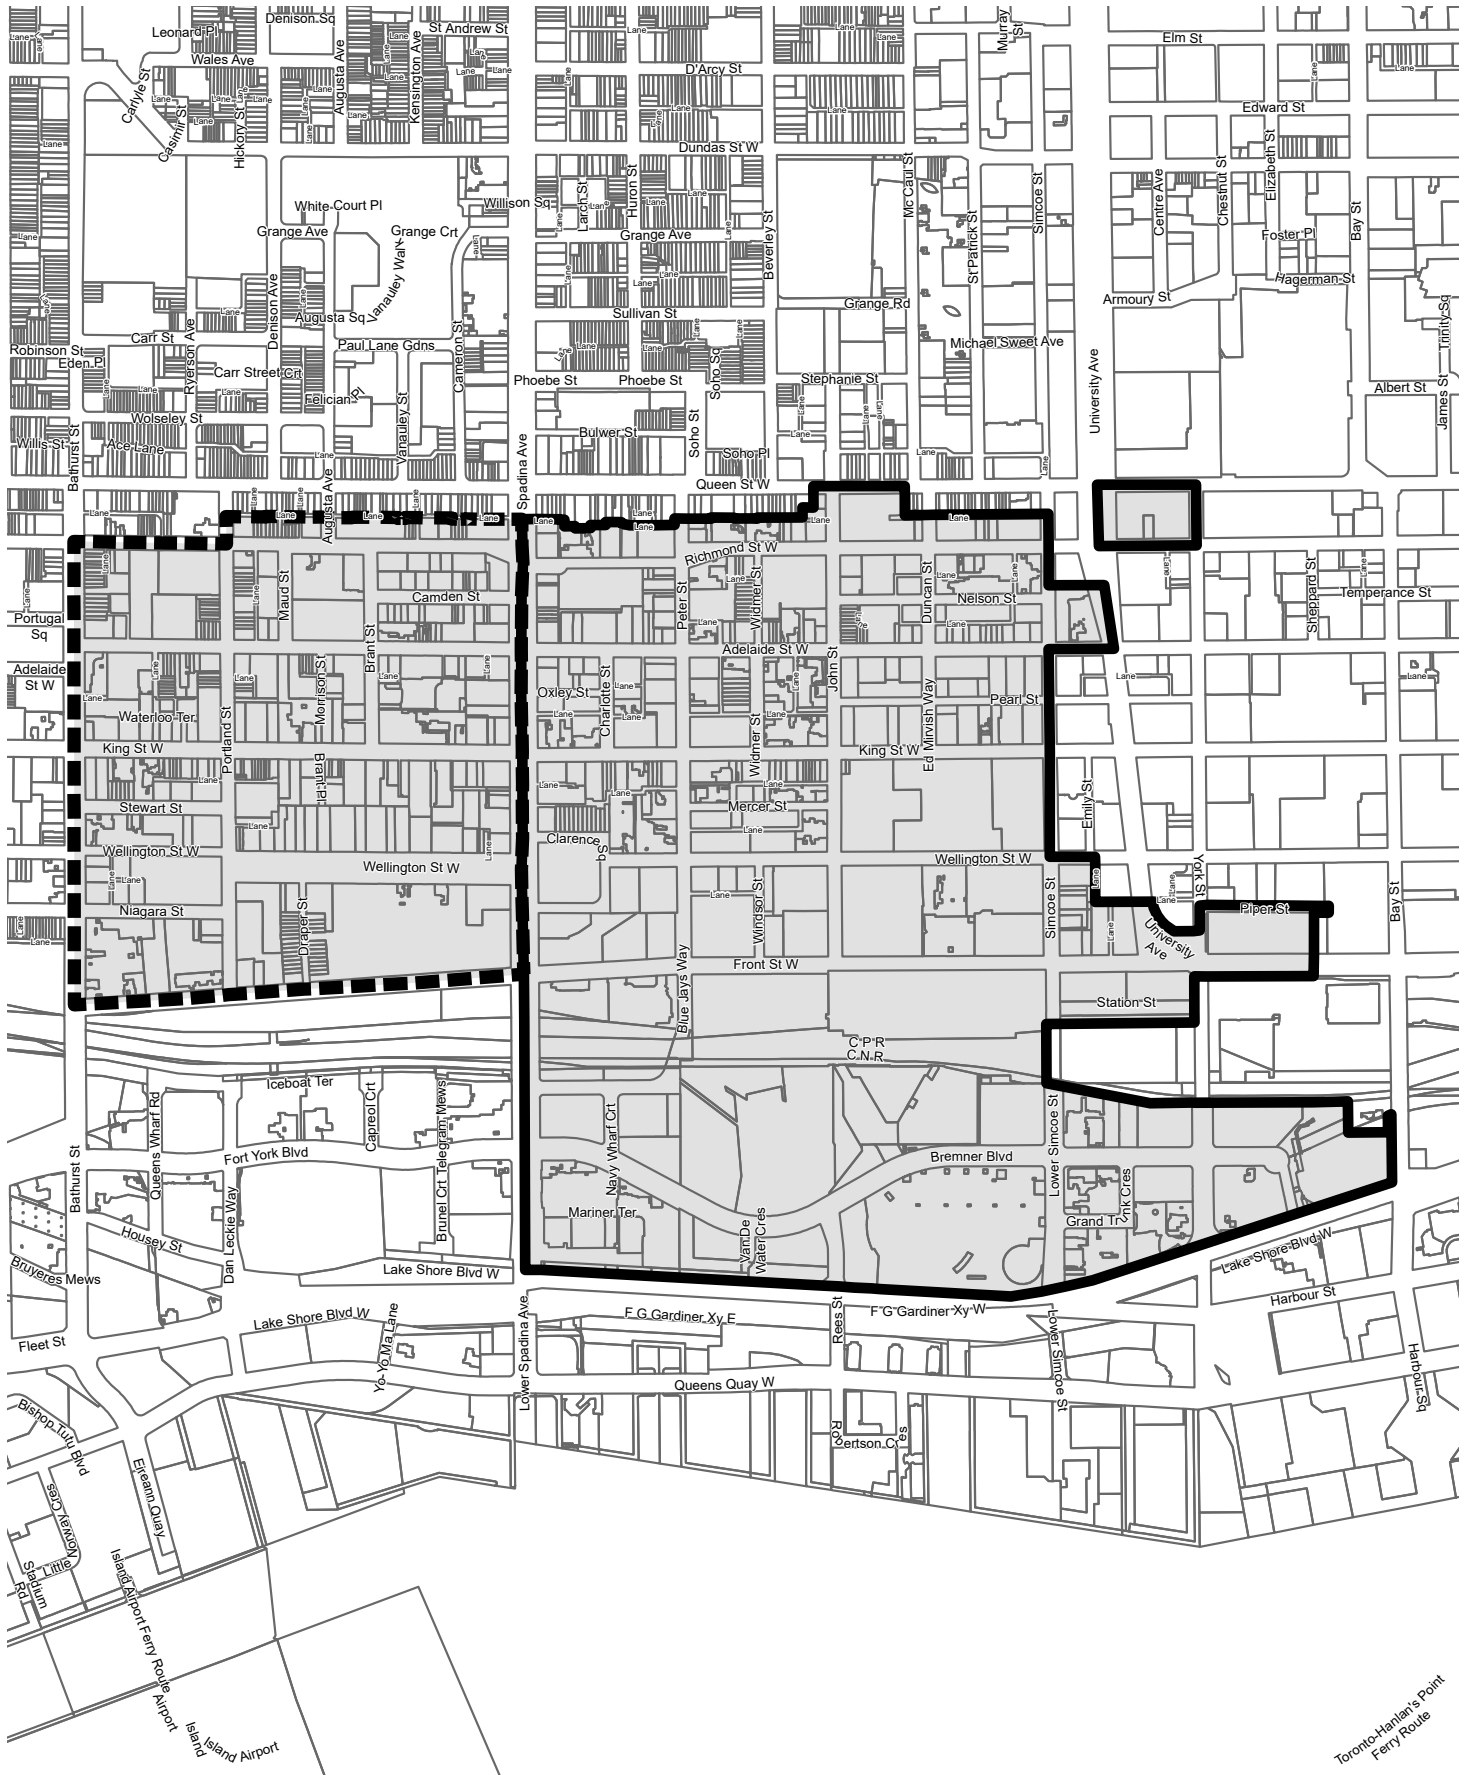 Leonard Pl
Denison Sq
St Andrew St
Murray St
Elm St
Wales Ave
Augusta Ave
Kensington Ave
D'Arcy St
Carlyle St
Casimir St
Hickory St
Edward St
Dundas St W
Elizabeth St
Chestnut St
Centre Ave
Mc Caul St
Simcoe St
St Patrick St
Bay St
White Court Pl
Willison Sq
Larch St
Huron St
Grange Ave
Grange Crt
Grange Ave
Beverley St
Foster Pl
Vanauley Walk
Hagerman St
Denison Ave
Grange Rd
Armoury St
Augusta Sq
Sullivan St
Trinity Sq
Robinson St
Carr St
Paul Lane Gdns
Michael Sweet Ave
Eden Pl
Ryerson Ave
Carr Street Crt
Cameron St
Phoebe St
Phoebe St
Soho Sq
Stephanie St
University Ave
Albert St
James St
Felician Pl
Wolseley St
Vanauley St
Willis St
Bathurst St
Ace Lane
Bulwer St
Soho St
Soho Pl
Spina Ave
Augusta Ave
Queen St W
Lane
Richmond St W
Maud St
Camden St
Peter St
Widmer St
Duncan St
Nelson St
Sheppard St
Temperance St
Portugal
Sq
Brant St
Adelaide St W
John St
Adelaide
St W
Morrison St
Oxley St
Charlotte St
Pearl St
Waterloo Ter
Portland St
Widmer St
Ed Mirvish Way
King St W
King St W
Brant Pl
Stewart St
Mercer St
Emily St
Clarence
Sq
Wellington St W
Wellington St W
Wellington St W
York St
Niagara St
Draper St
Windsor St
Simcoe St
Piper St
Bay St
University
Ave
Blue Jays Way
Front St W
Station St
C P R
C N R
Iceboat Ter
Queens Wharf Rd
Capreol Crt
Telegram Mews
Navy Wharf Crt
Lower Simcoe St
Fort York Blvd
Bremner Blvd
Bathurst St
Dan Leckie Way
Brunel Crt
Mariner Ter
Van De
Water Cres
Grand Trunk Cres
Housey St
Bruyeres Mews
Lake Shore Blvd W
Lake Shore Blvd W
Harbour St
Lake Shore Blvd W
F G Gardiner Xy E
F G Gardiner Xy W
Rees St
Fleet St
Yo-Yo Ma Lane
Lower Spadina Ave
Lower Simcoe St
Harbour Sq
Queens Quay W
Bishop Tutu Blvd
Robertson Cres
Eireann Quay
Norway Cres
Little
Stadium
Rd
Island Airport Ferry Route
Airport
Island
Island Airport
Toronto-Hanlan's Point
Ferry Route